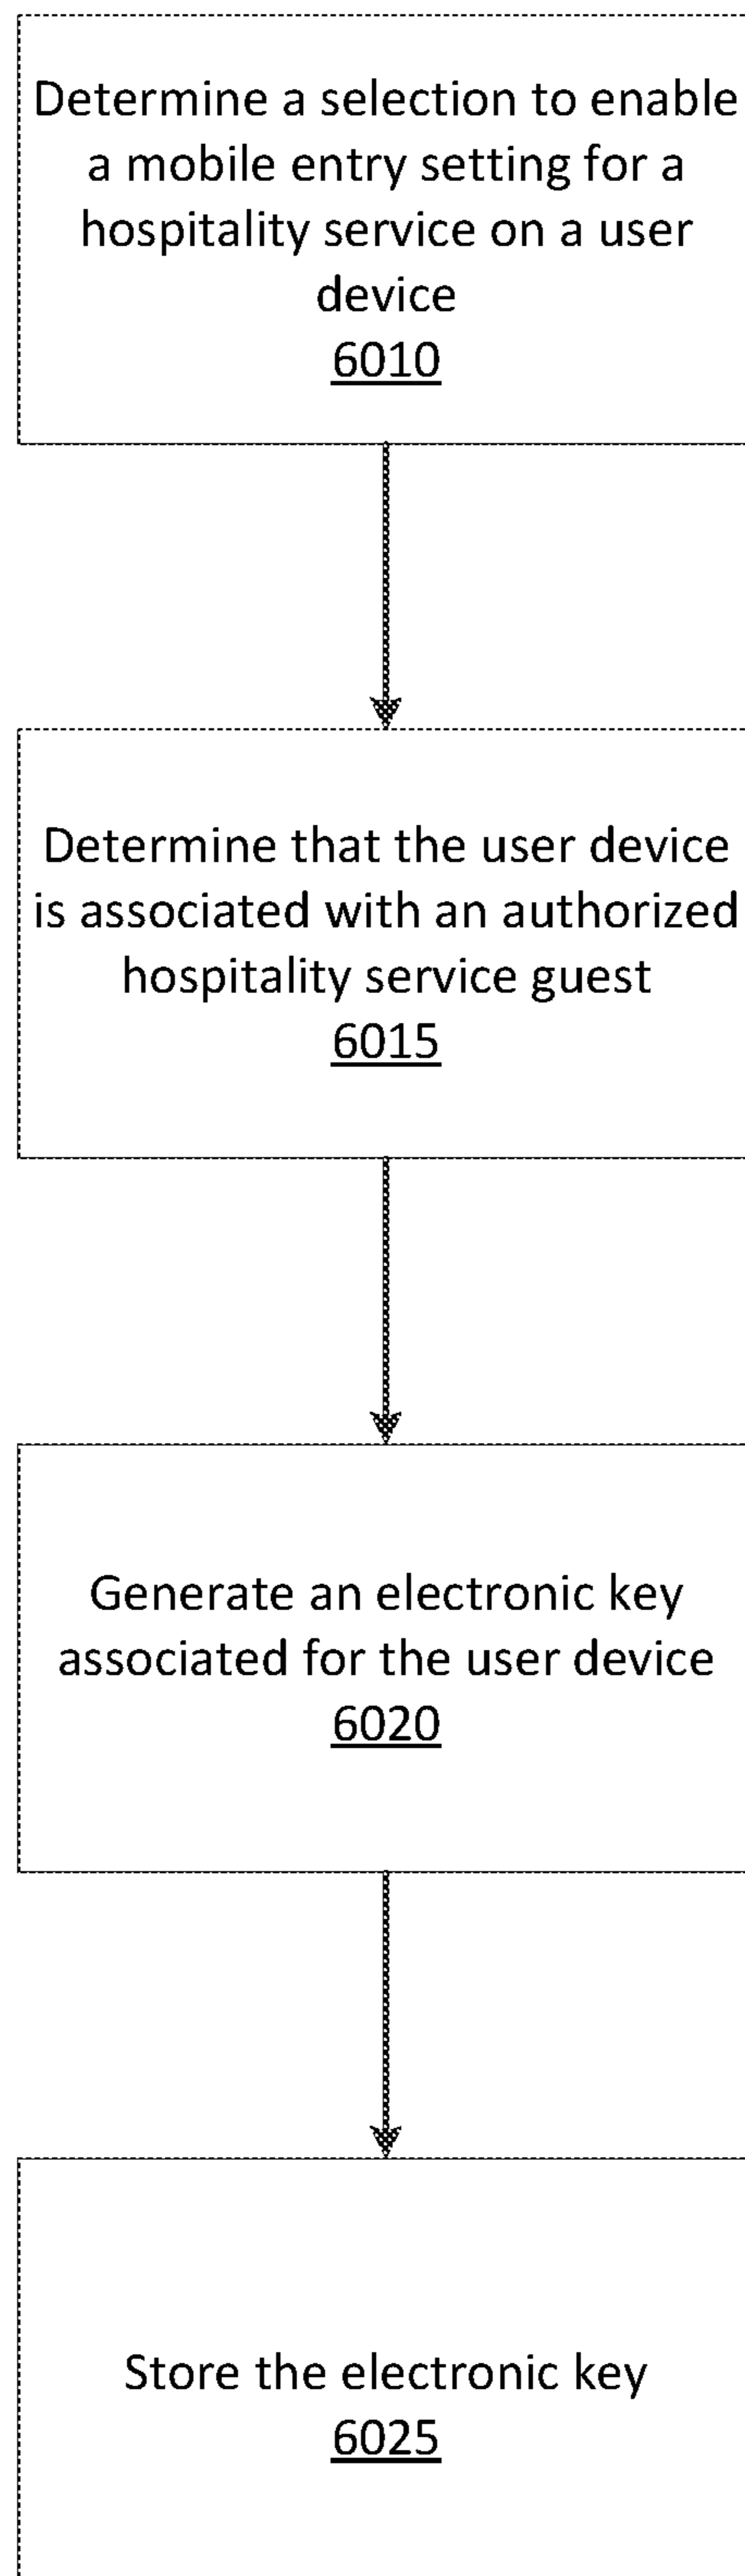 Determine a selection to enable
a mobile entry setting for a
hospitality service on a user
device
6010
Determine that the user device
is associated with an authorized
hospitality service guest
6015
Generate an electronic key
associated for the user device
6020
Store the electronic key
6025